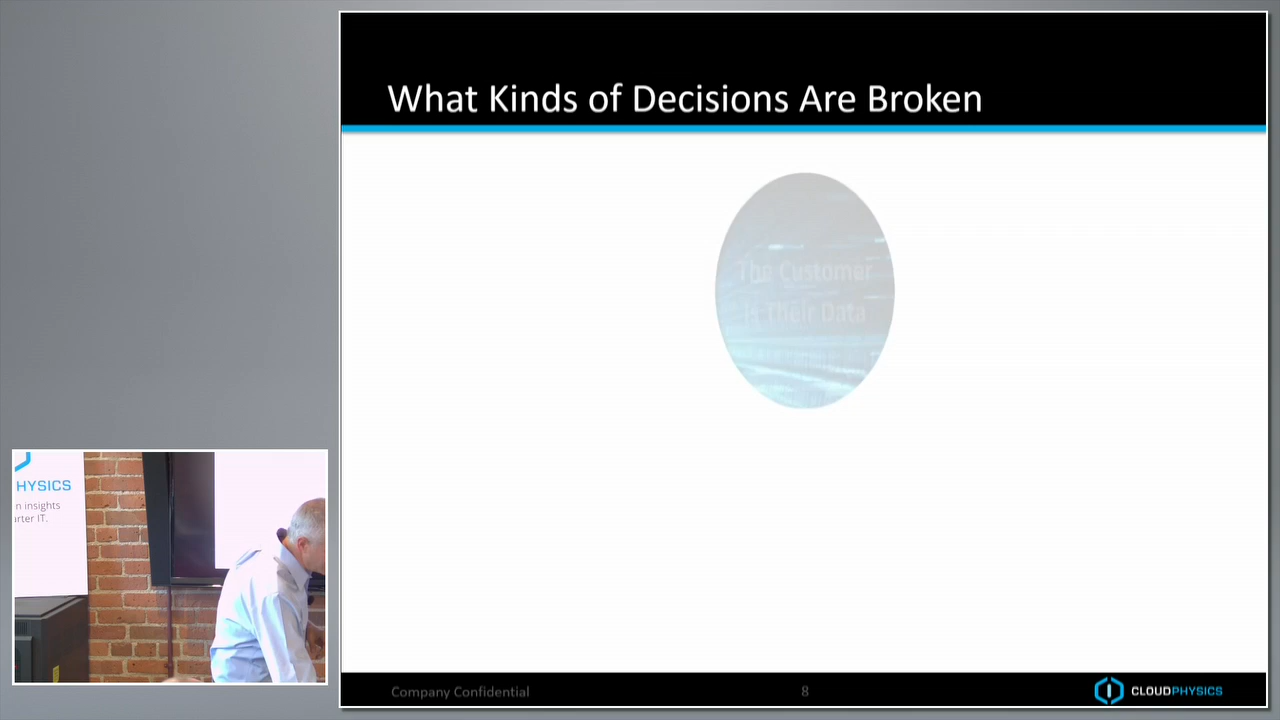 What Kinds of Decisions Are Broken
The Customer
Is Their Data
HYSICS
n insights
arter IT.
Company Confidential
8
CLOUDPHYSICS